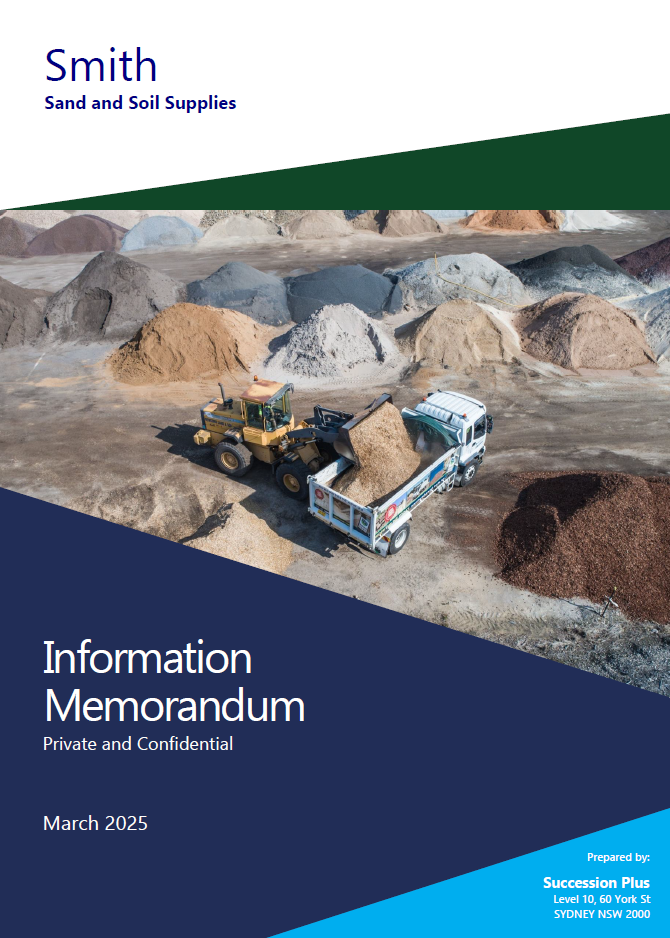 Smith
Sand and Soil Supplies
Information
Memorandum
Private and Confidential
March 2025
Prepared by:
Succession Plus
Level 10, 60 York St
SYDNEY NSW 2000